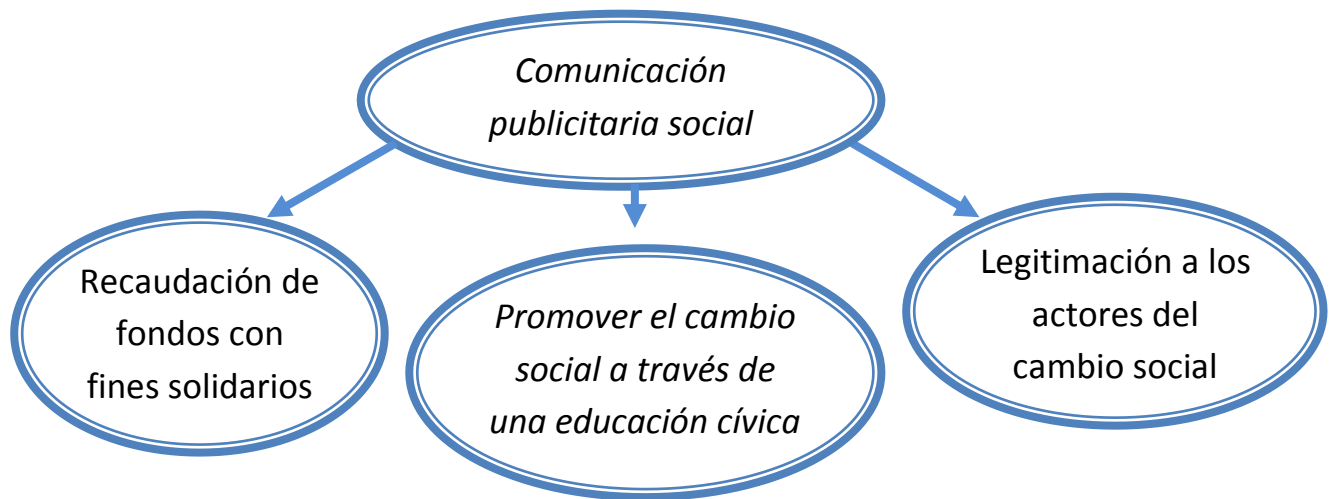 Comunicación
publicitaria social
Recaudación de
fondos con
fines solidarios
Promover el cambio
social a través de
una educación cívica
Legitimación a los
actores del
cambio social